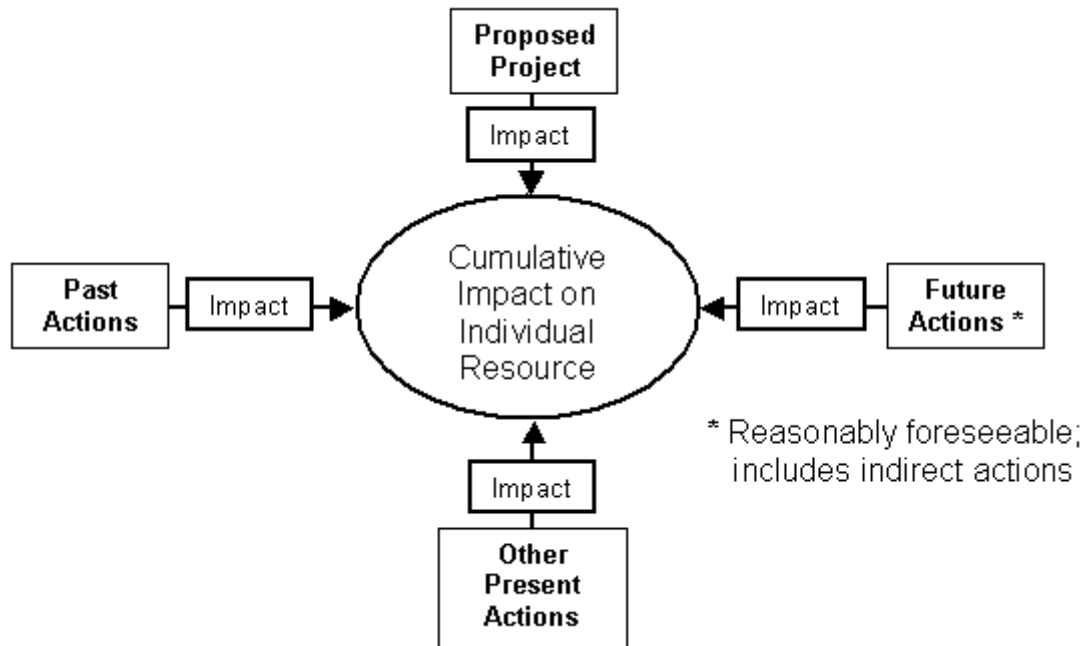 Proposed
Project
Impact
Past
Actions
Impact
Cumulative
Impact on
Individual
Resource
Impact
Future
Actions *
* Reasonably foreseeable;
includes indirect actions
Impact
Other
Present
Actions